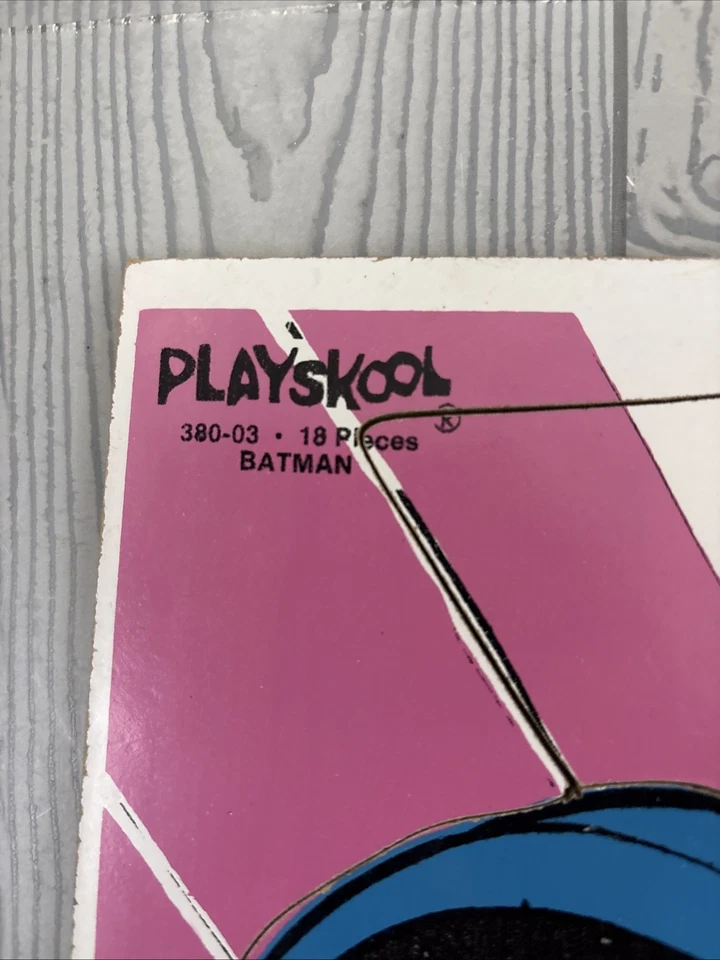 PLAYSKOOL®
380-03 • 18 Pieces
BATMAN